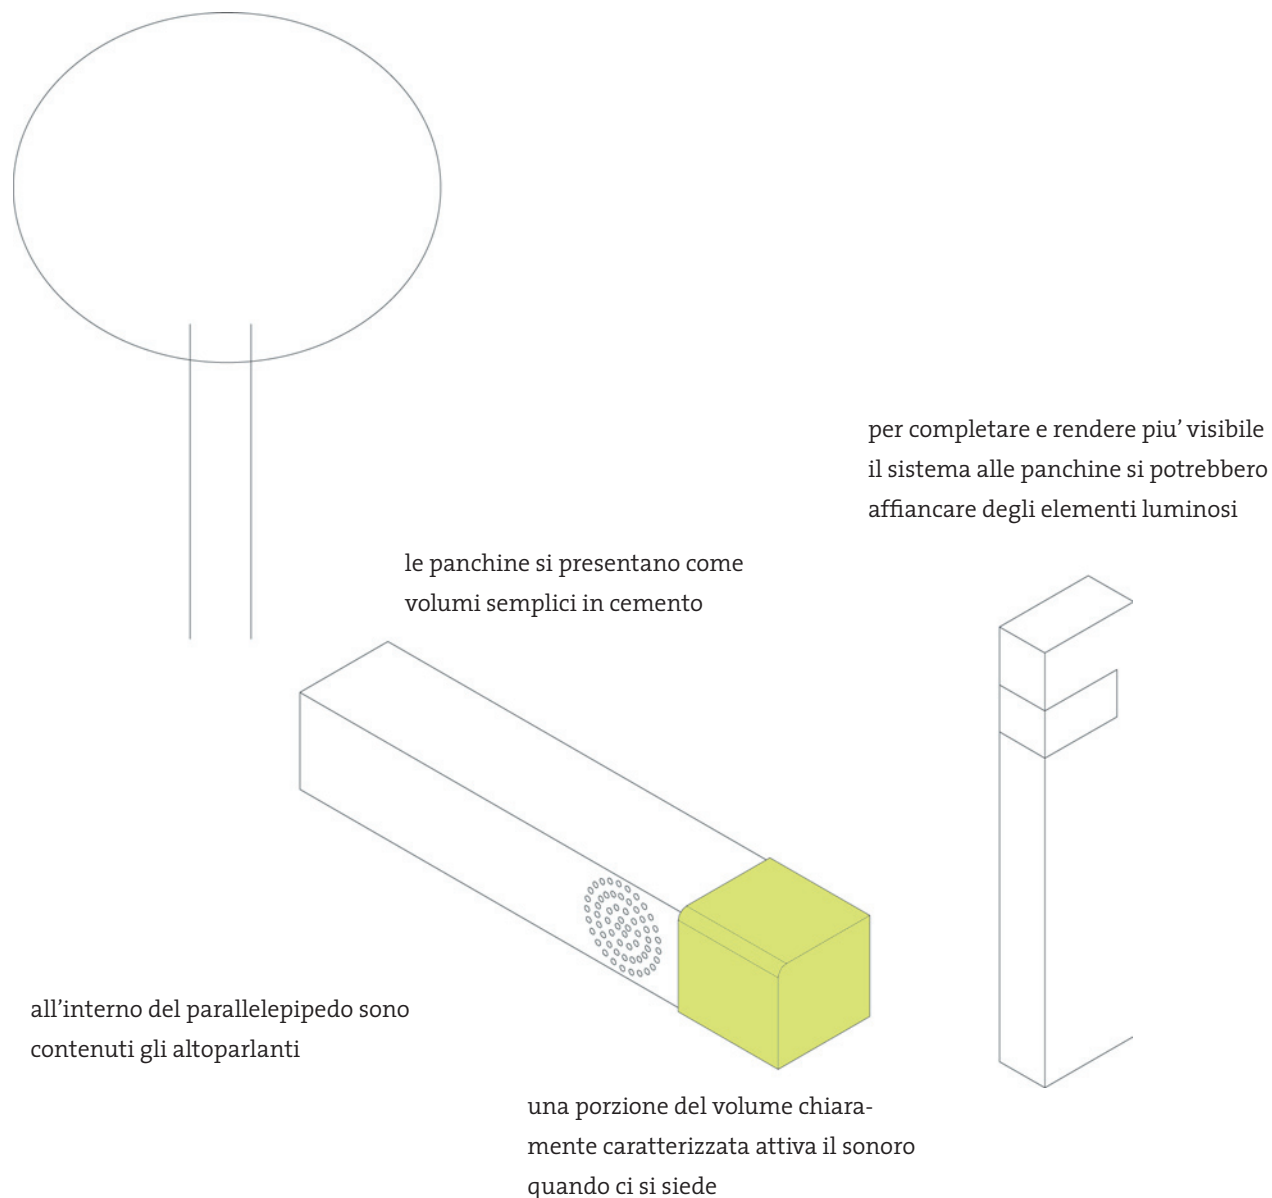 per completare e rendere piu’ visibile
il sistema alle panchine si potrebbero
affiancare degli elementi luminosi
le panchine si presentano come
volumi semplici in cemento
all’interno del parallelepipedo sono
contenuti gli altoparlanti
una porzione del volume chiara-
mente caratterizzata attiva il sonoro
quando ci si siede